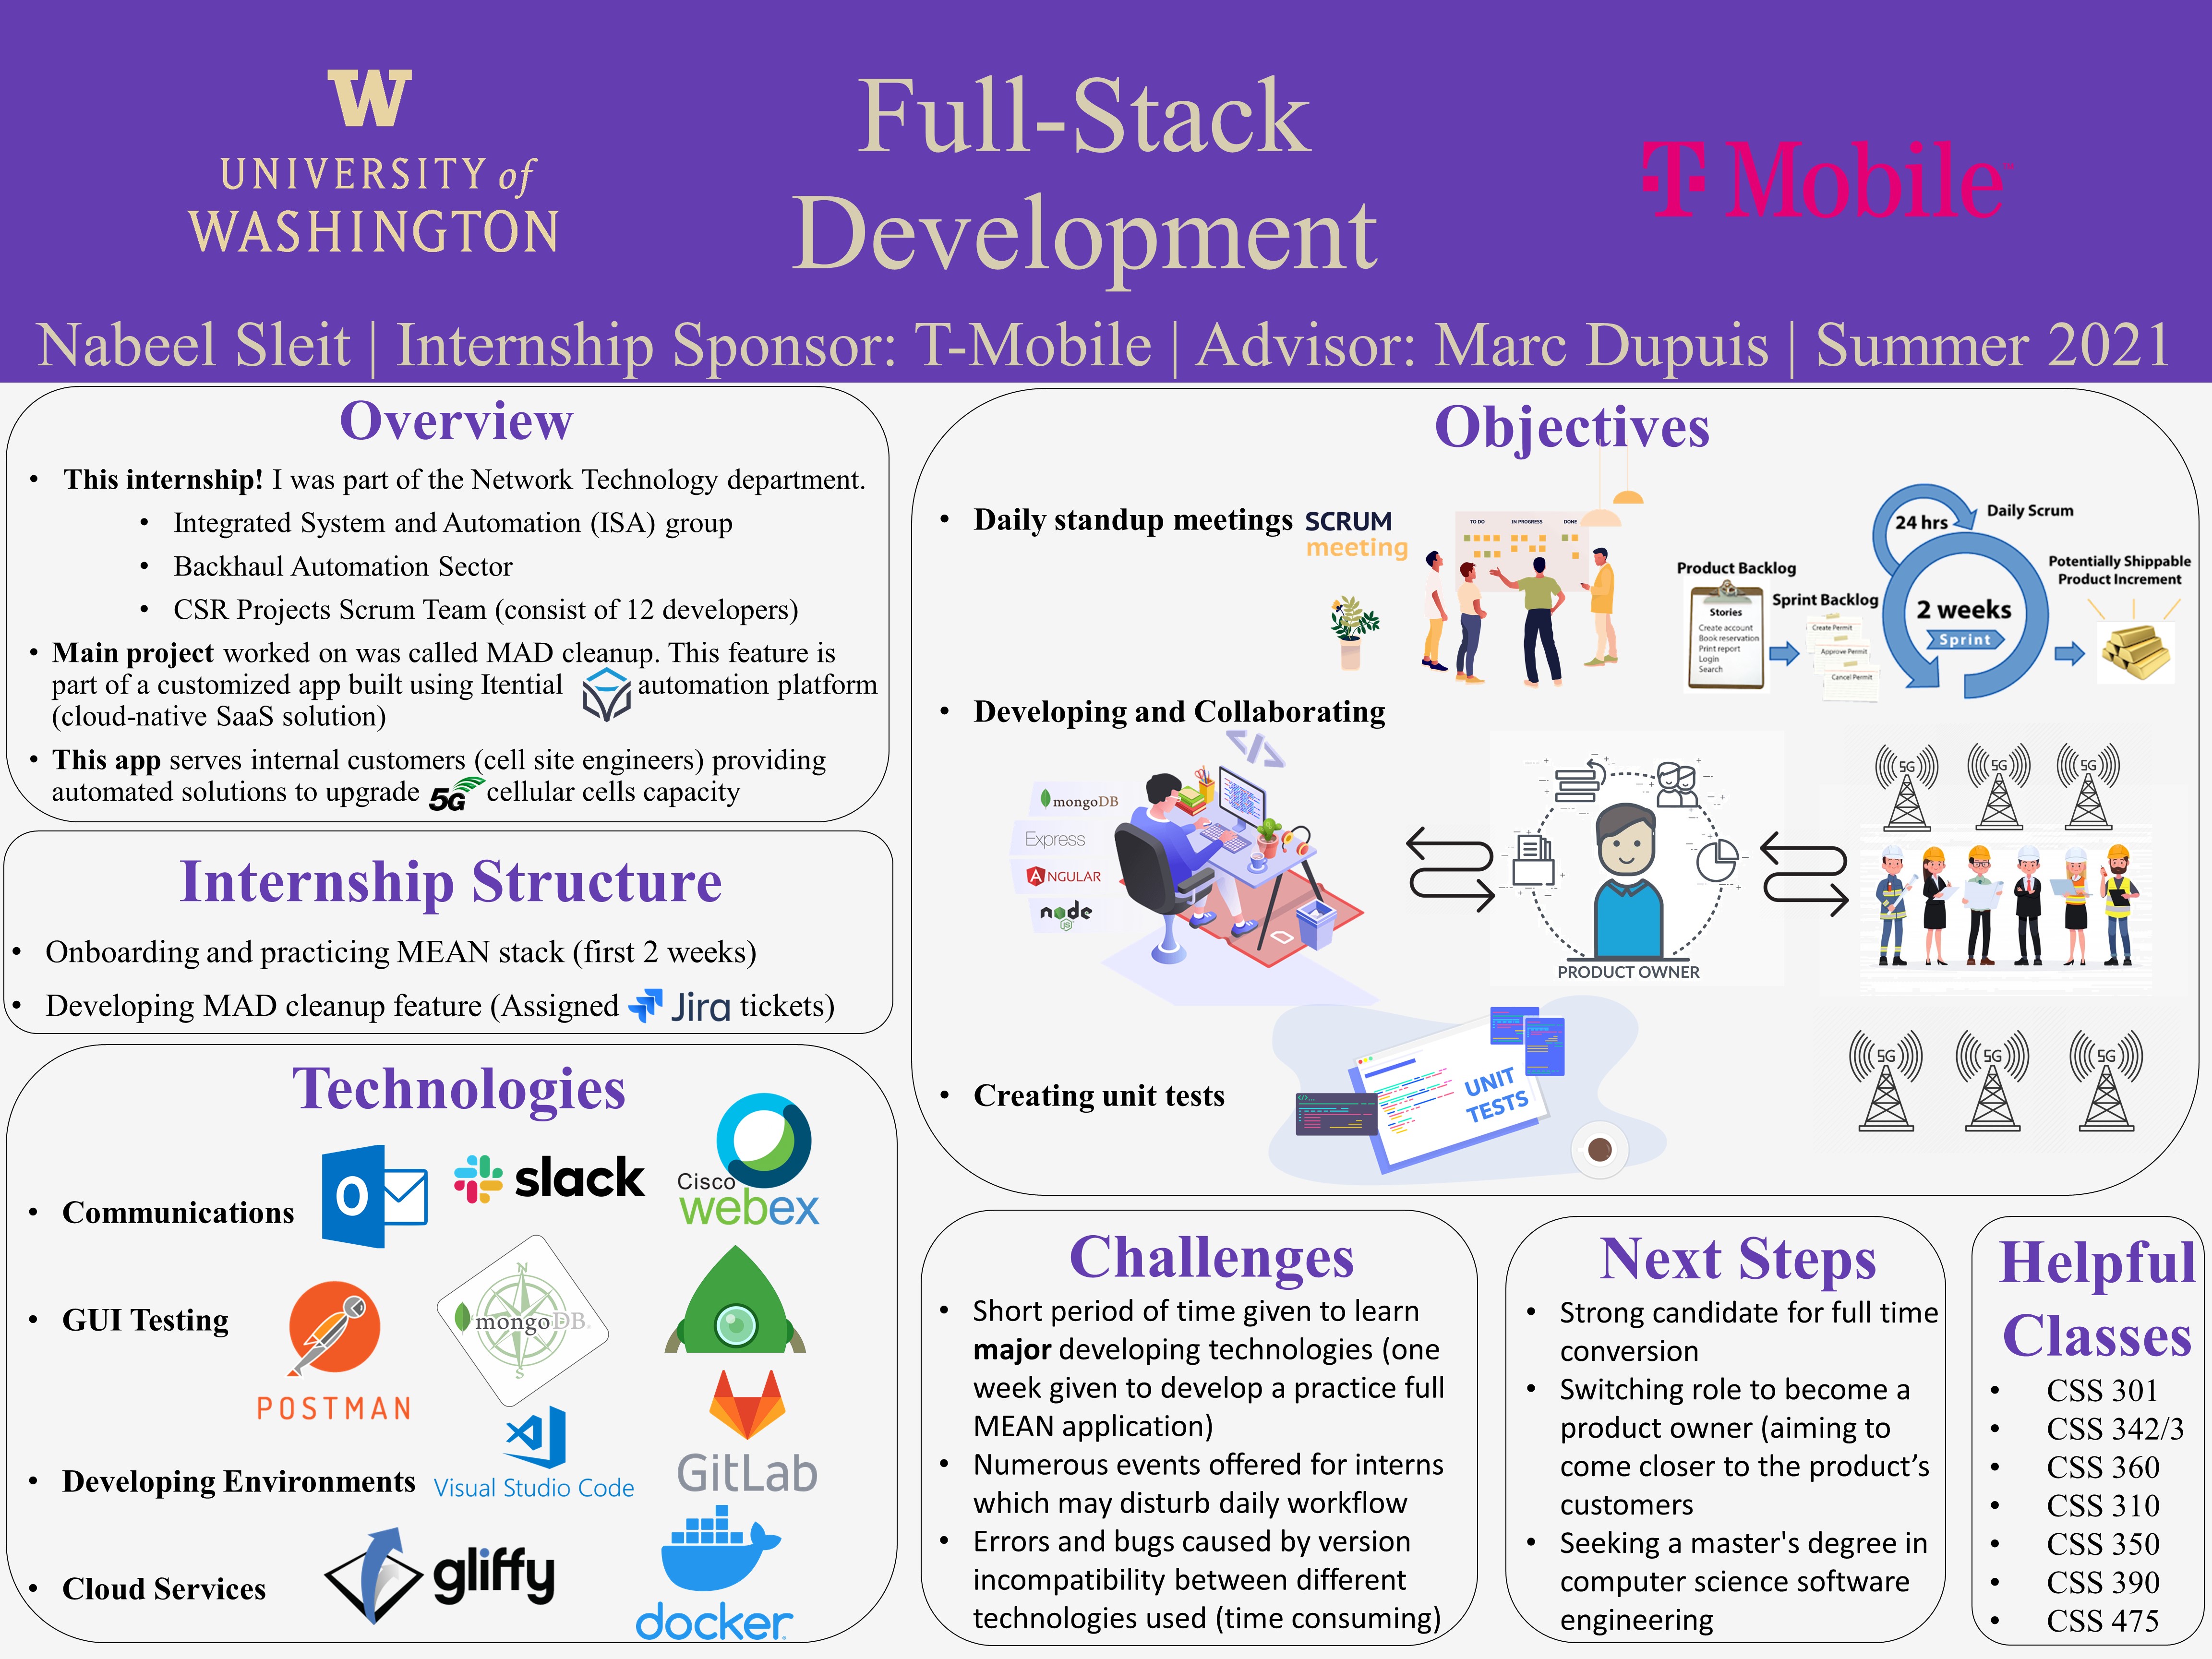 W
UNIVERSITY of
WASHINGTON
Full-Stack
Development
T Mobile™
Nabeel Sleit | Internship Sponsor: T-Mobile | Advisor: Marc Dupuis | Summer 2021
Overview
• This internship! I was part of the Network Technology department.
• Integrated System and Automation (ISA) group
• Backhaul Automation Sector
• CSR Projects Scrum Team (consist of 12 developers)
• Main project worked on was called MAD cleanup. This feature is
part of a customized app built using Itential automation platform
(cloud-native SaaS solution)
• This app serves internal customers (cell site engineers) providing
automated solutions to upgrade 5G cellular cells capacity
Internship Structure
• Onboarding and practicing MEAN stack (first 2 weeks)
• Developing MAD cleanup feature (Assigned Jira tickets)
Technologies
• Communications
slack
Cisco
webex
• GUI Testing
POSTMAN
mongoDB
• Developing Environments
Visual Studio Code
GitLab
• Cloud Services
gliffy
docker
Objectives
• Daily standup meetings
SCRUM
meeting
TO DO
IN PROGRESS
DONE
24 hrs
Daily Scrum
Product Backlog
Potentially Shippable
Product Increment
Sprint Backlog
Stories
Create account
Book reservation
Print report
Login
Search
Create Permit
Approve Permit
Cancel Permit
2 weeks
Sprint
• Developing and Collaborating
mongoDB
Express
ANGULAR
node
JS
</>
PRODUCT OWNER
5G
5G
5G
5G
5G
5G
• Creating unit tests
UNIT
TESTS
Challenges
• Short period of time given to learn
major developing technologies (one
week given to develop a practice full
MEAN application)
• Numerous events offered for interns
which may disturb daily workflow
• Errors and bugs caused by version
incompatibility between different
technologies used (time consuming)
Next Steps
• Strong candidate for full time
conversion
• Switching role to become a
product owner (aiming to
come closer to the product’s
customers
• Seeking a master's degree in
computer science software
engineering
Helpful
Classes
• CSS 301
• CSS 342/3
• CSS 360
• CSS 310
• CSS 350
• CSS 390
• CSS 475